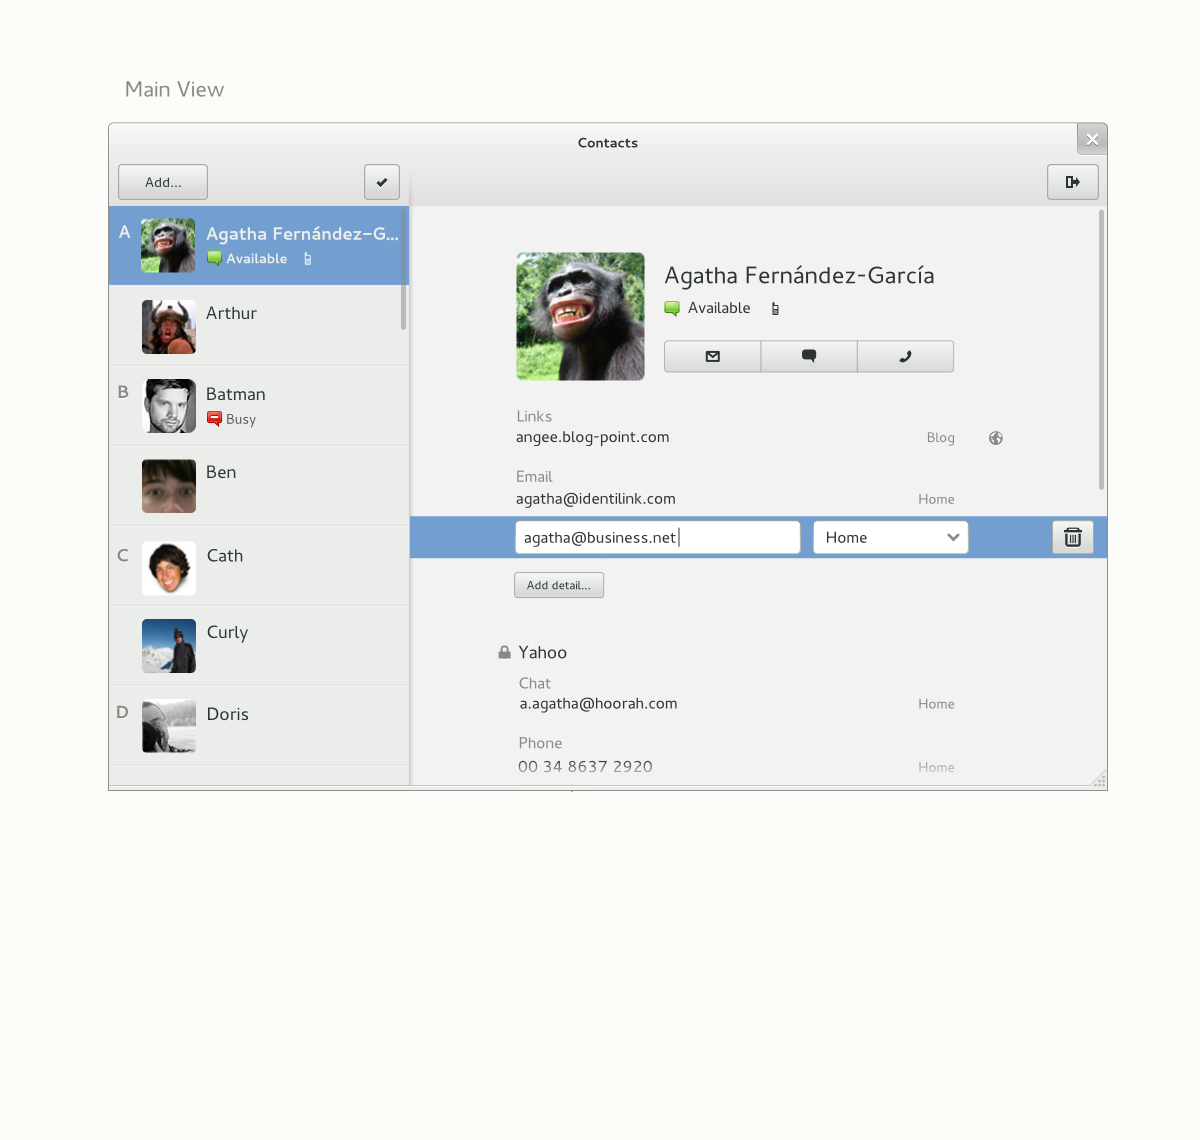 Main View
Contacts
Add...
A
Agatha Fernández-G...
Available
Arthur
B
Batman
Busy
Ben
C
Cath
Curly
D
Doris
Agatha Fernández-García
Available
Links
angee.blog-point.com Blog
Email
agatha@identilink.com Home
agatha@business.net Home
Add detail...
Yahoo
Chat
a.agatha@hoorah.com Home
Phone
00 34 8637 2920 Home